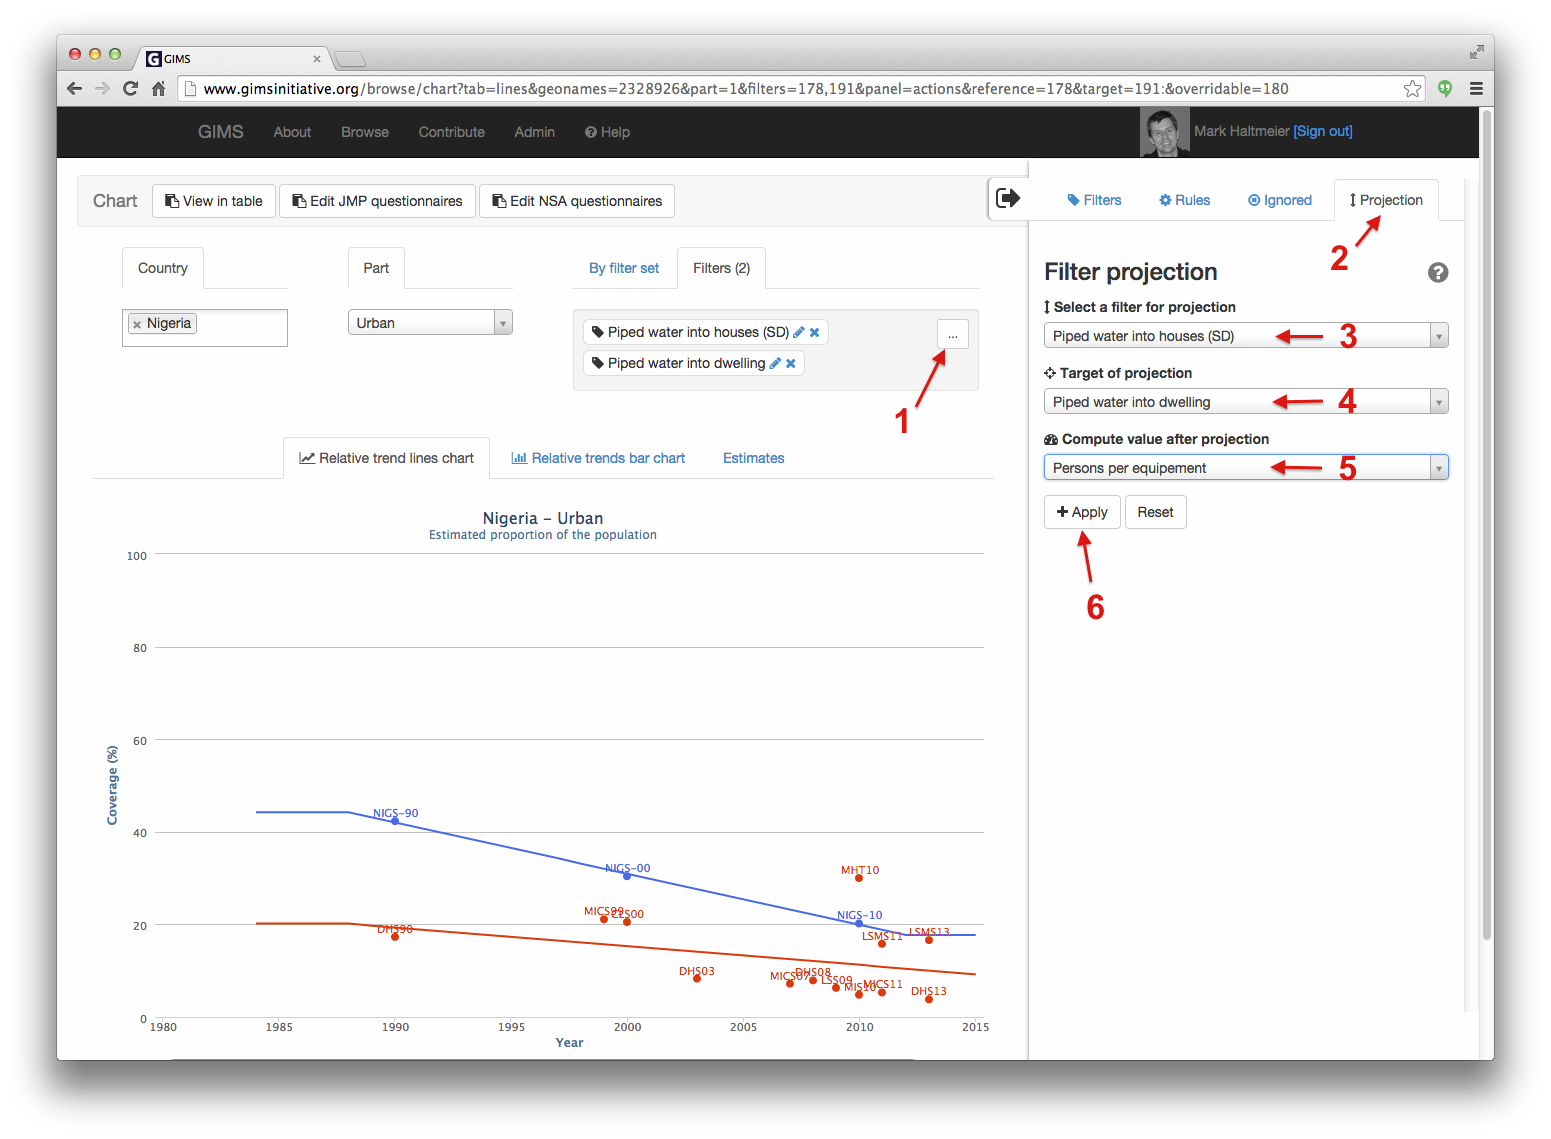 GIMS
www.gimsinitiative.org/browse/chart?tab=lines&geonames=2328926&part=1&filters=178,191&panel=actions&reference=178&target=191:&overridable=180
GIMS About Browse Contribute Admin Help Mark Haltmeier [Sign out]
Chart View in table Edit JMP questionnaires Edit NSA questionnaires
Filters Rules Ignored Projection
2
Country Part By filter set Filters (2)
Nigeria Urban
Piped water into houses (SD)
Piped water into dwelling
...
1
Filter projection
Select a filter for projection
Piped water into houses (SD) 3
Target of projection
Piped water into dwelling 4
Compute value after projection
Persons per equipement 5
Apply Reset
6
Relative trend lines chart Relative trends bar chart Estimates
Nigeria – Urban
Estimated proportion of the population
100
80
60
40
20
0
Coverage (%)
NIGS-90
NIGS-00
MHT10
NIGS-10
MICS99
CLS00
DHS90
LSMS11
LSMS13
DHS03
MICS07
DHS08
LSS09
MIS10
MICS11
DHS13
1980 1985 1990 1995 2000 2005 2010 2015
Year